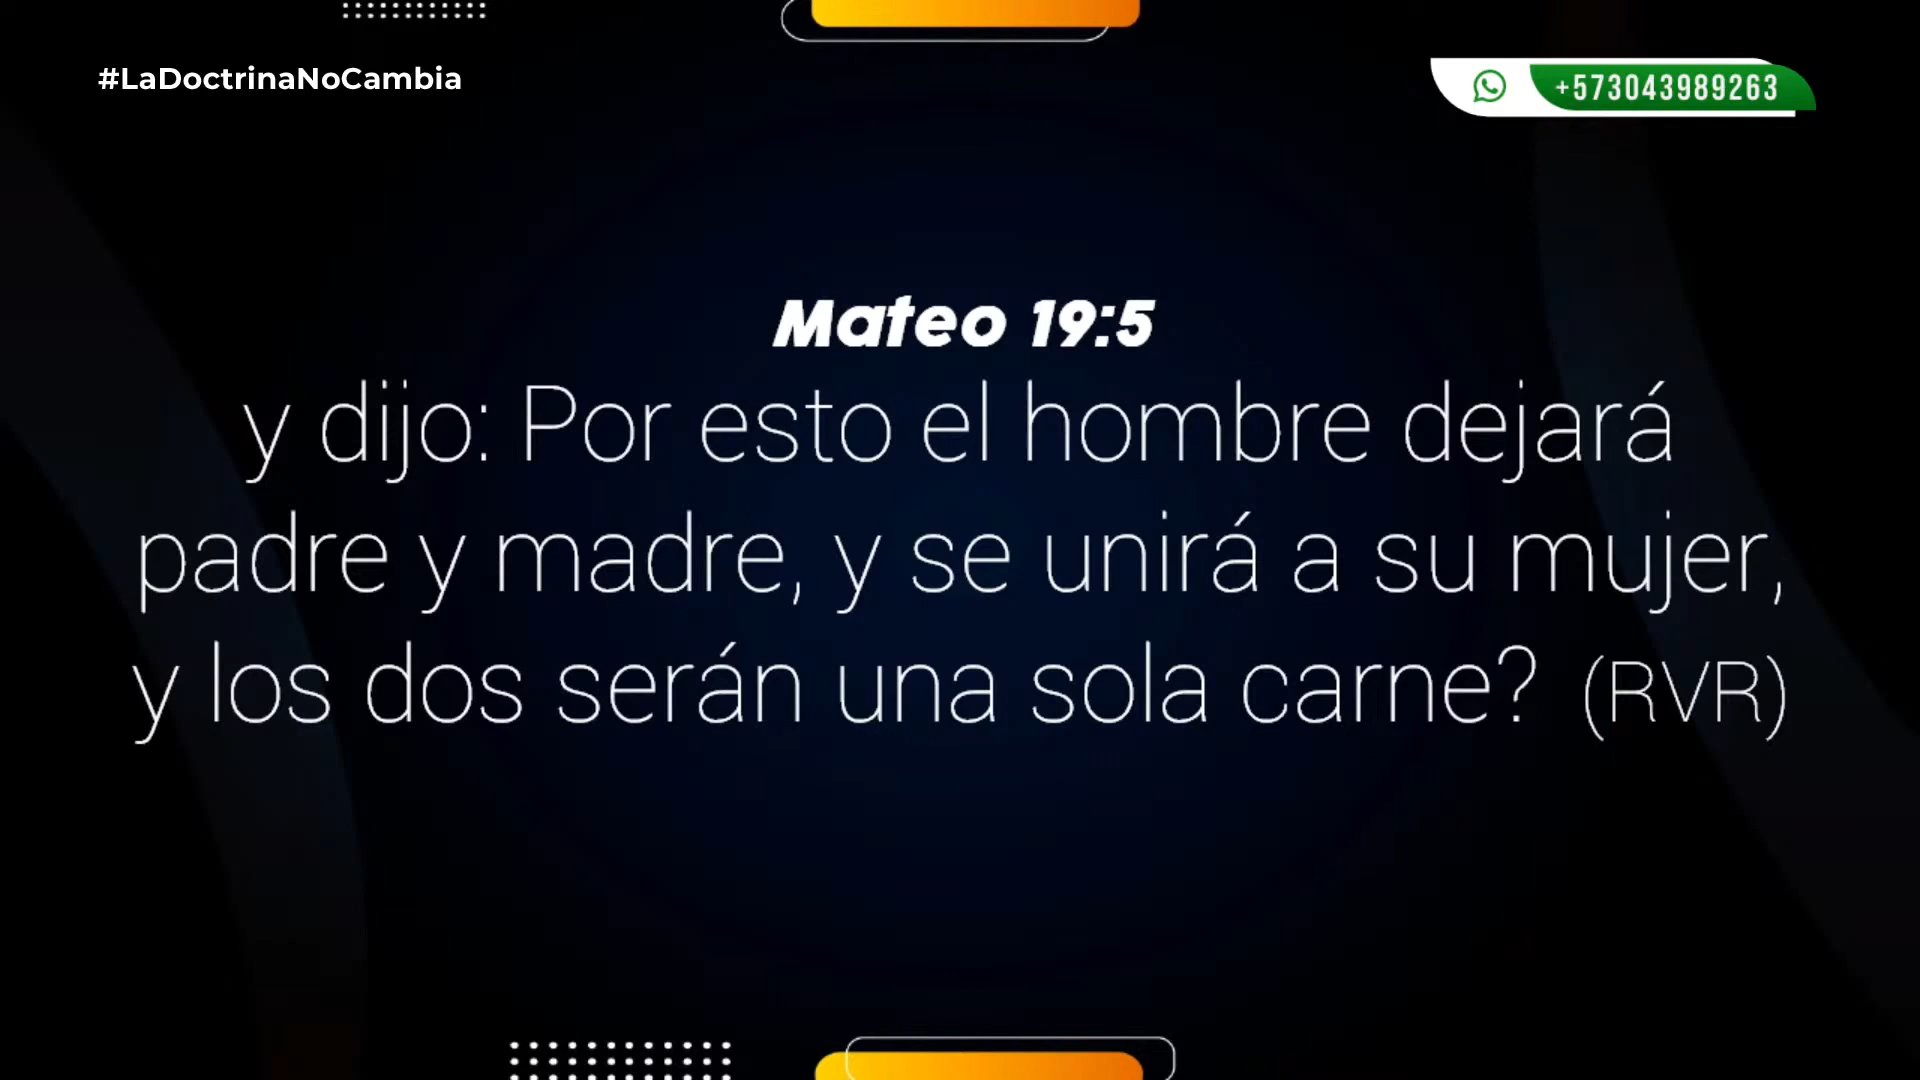 #LaDoctrinaNoCambia
+573043989263
Mateo 19:5
y dijo: Por esto el hombre dejará
padre y madre, y se unirá a su mujer,
y los dos serán una sola carne? (RVR)